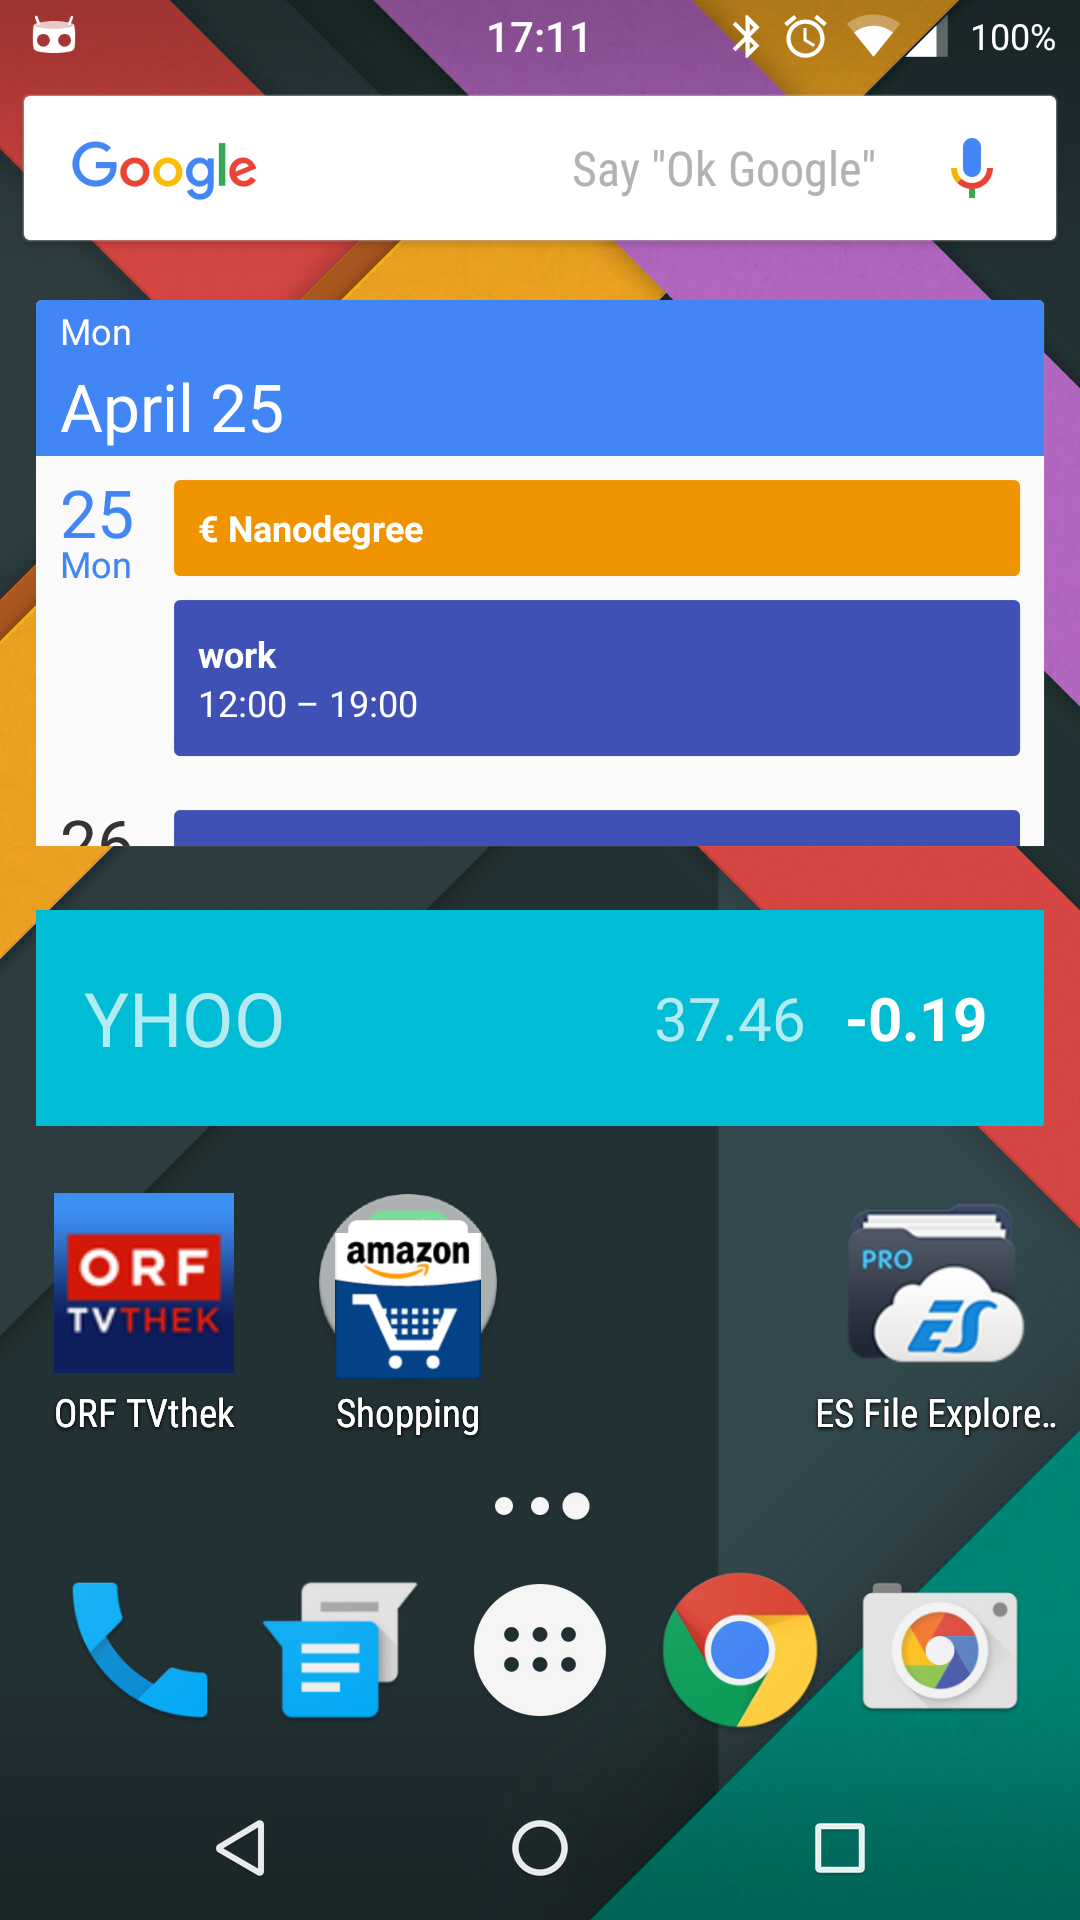 17:11
100%
Google
Say "Ok Google"
Mon
April 25
25
Mon
€ Nanodegree
work
12:00 – 19:00
26
YHOO
37.46
-0.19
ORF
TVTHEK
amazon
PRO
ES
ORF TVthek
Shopping
ES File Explore..